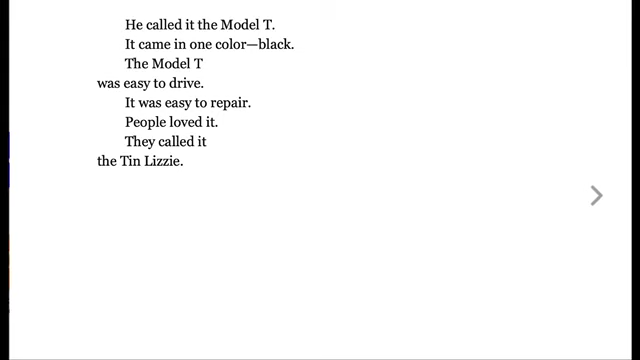 He called it the Model T.
It came in one color—black.
The Model T
was easy to drive.
It was easy to repair.
People loved it.
They called it
the Tin Lizzie.